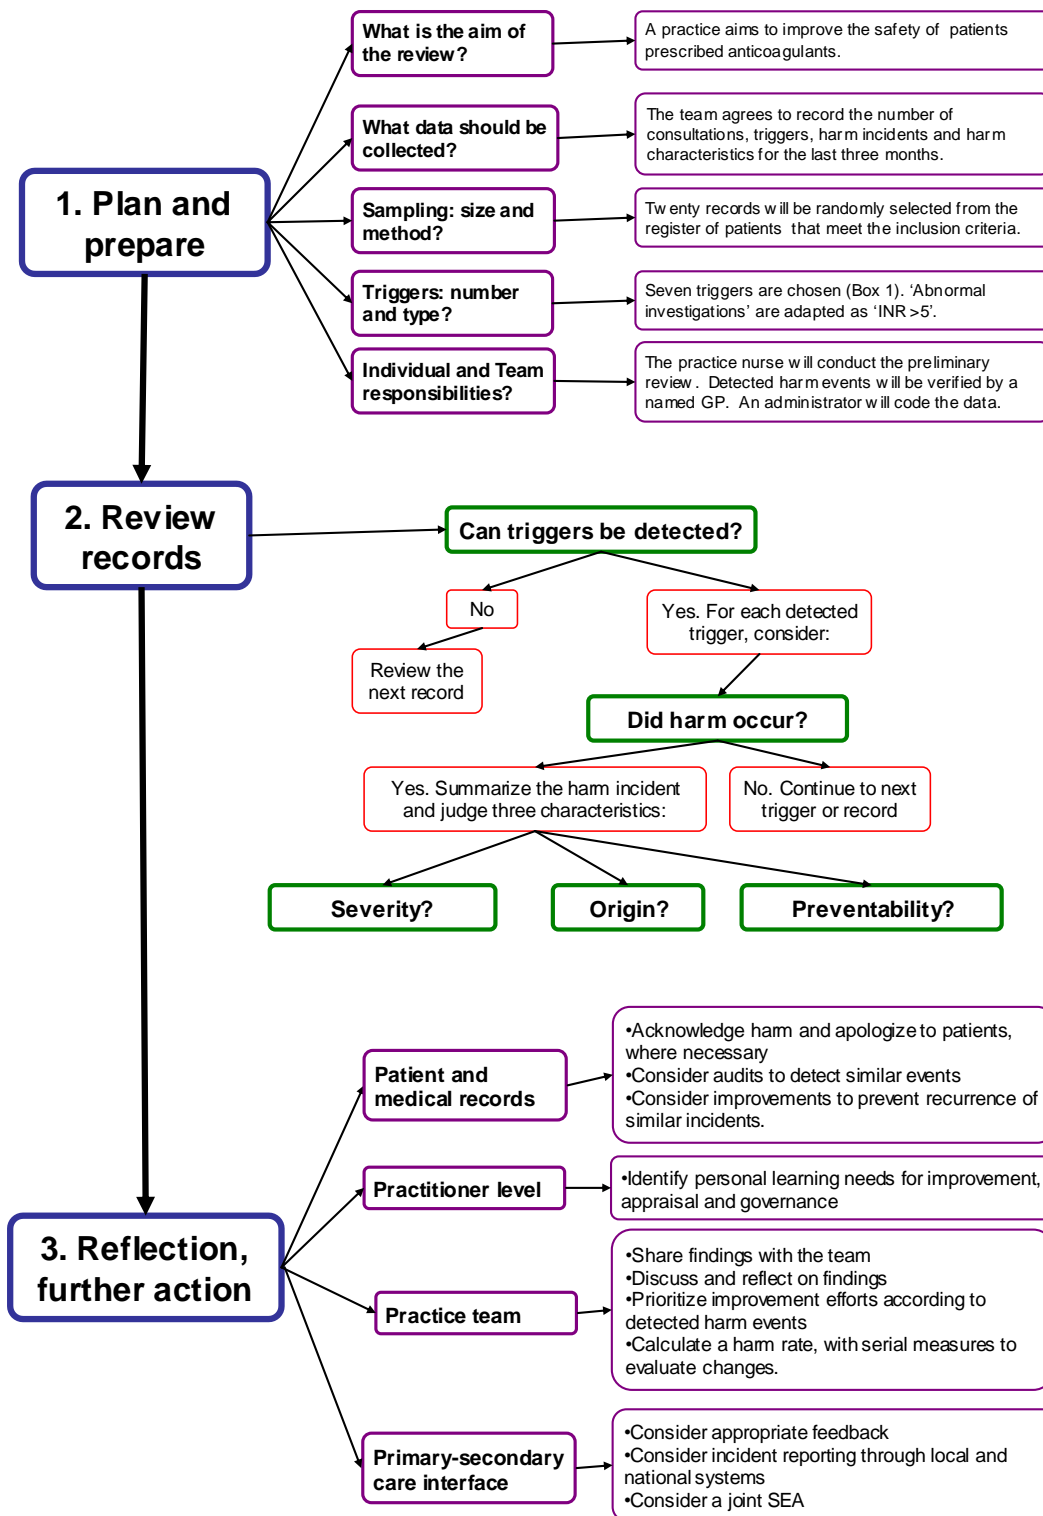 What is the aim of
the review?
A practice aims to improve the safety of patients
prescribed anticoagulants.
What data should be
collected?
The team agrees to record the number of
consultations, triggers, harm incidents and harm
characteristics for the last three months.
1. Plan and
prepare
Sampling: size and
method?
Twenty records will be randomly selected from the
register of patients that meet the inclusion criteria.
Triggers: number
and type?
Seven triggers are chosen (Box 1). ‘Abnormal
investigations’ are adapted as ‘INR >5’.
Individual and Team
responsibilities?
The practice nurse will conduct the preliminary
review. Detected harm events will be verified by a
named GP. An administrator will code the data.
2. Review
records
Can triggers be detected?
No
Yes. For each detected
trigger, consider:
Review the
next record
Did harm occur?
Yes. Summarize the harm incident
and judge three characteristics:
No. Continue to next
trigger or record
Severity?
Origin?
Preventability?
Patient and
medical records
•Acknowledge harm and apologize to patients,
where necessary
•Consider audits to detect similar events
•Consider improvements to prevent recurrence of
similar incidents.
Practitioner level
•Identify personal learning needs for improvement,
appraisal and governance
3. Reflection,
further action
Practice team
•Share findings with the team
•Discuss and reflect on findings
•Prioritize improvement efforts according to
detected harm events
•Calculate a harm rate, with serial measures to
evaluate changes.
Primary-secondary
care interface
•Consider appropriate feedback
•Consider incident reporting through local and
national systems
•Consider a joint SEA